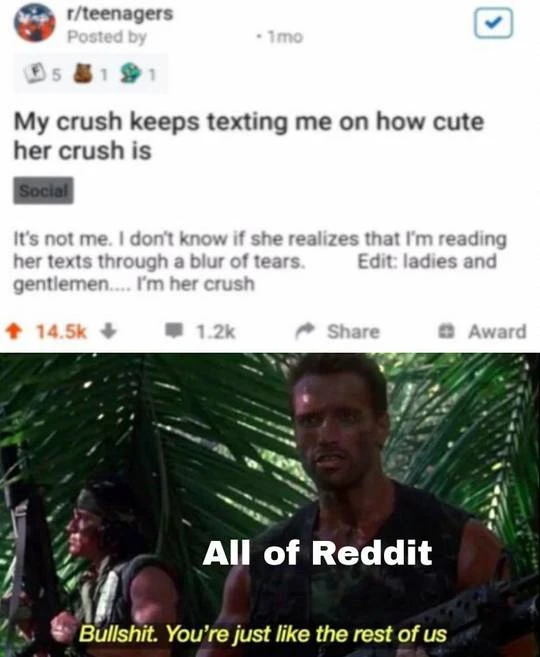 r/teenagers
Posted by · 1mo
5 1 1
My crush keeps texting me on how cute
her crush is
Social
It's not me. I don't know if she realizes that I'm reading
her texts through a blur of tears. Edit: ladies and
gentlemen.... I'm her crush
14.5k 1.2k Share Award
All of Reddit
Bullshit. You're just like the rest of us